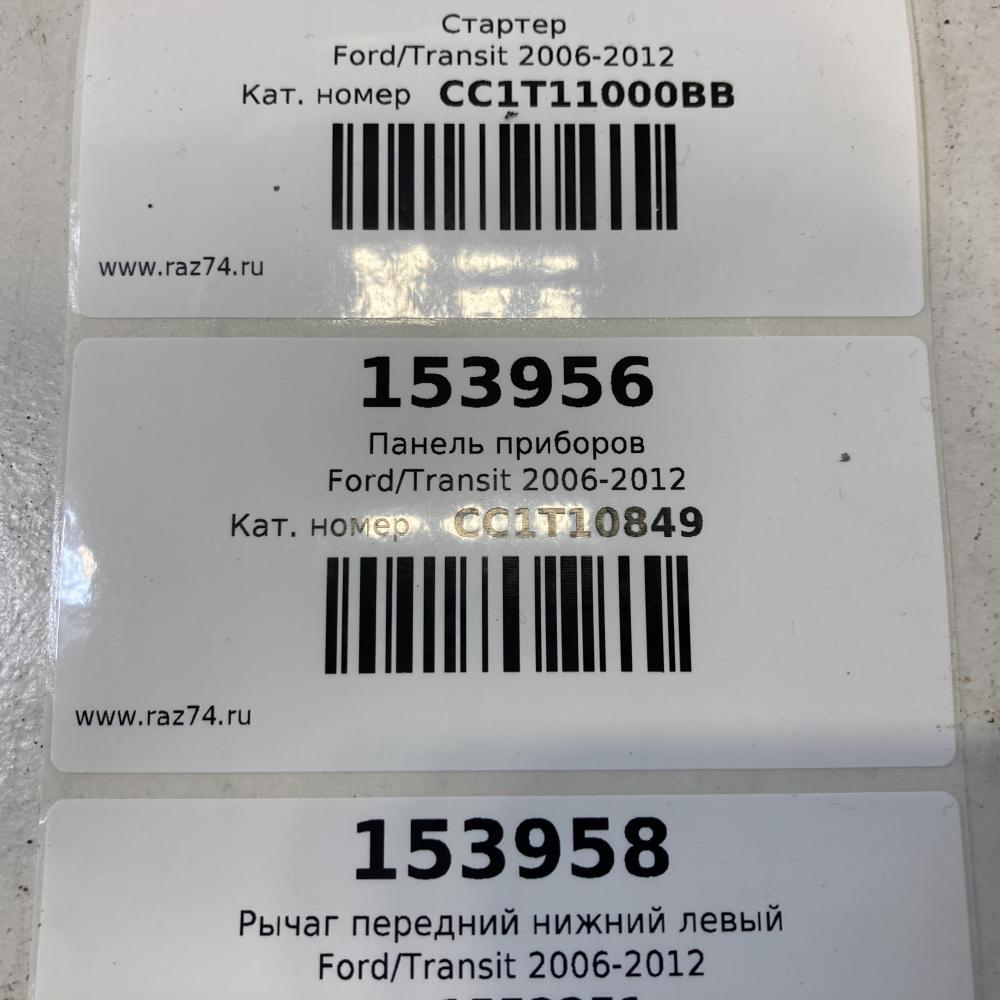 Стартер
Ford/Transit 2006-2012
Кат. номер CC1T11000BB
www.raz74.ru
153956
Панель приборов
Ford/Transit 2006-2012
Кат. номер CC1T10849
www.raz74.ru
153958
Рычаг передний нижний левый
Ford/Transit 2006-2012